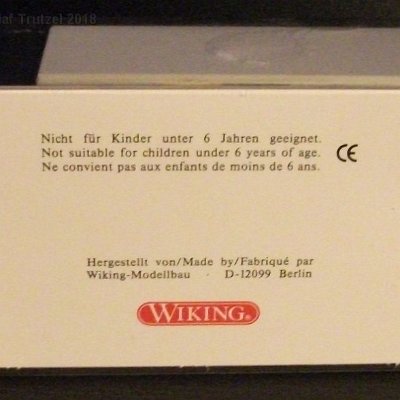 Trutzel 2018
Nicht für Kinder unter 6 Jahren geeignet.
Not suitable for children under 6 years of age.
Ne convient pas aux enfants de moins de 6 ans.
CE
Hergestellt von/Made by/Fabriqué par
Wiking-Modellbau · D-12099 Berlin
WIKING®